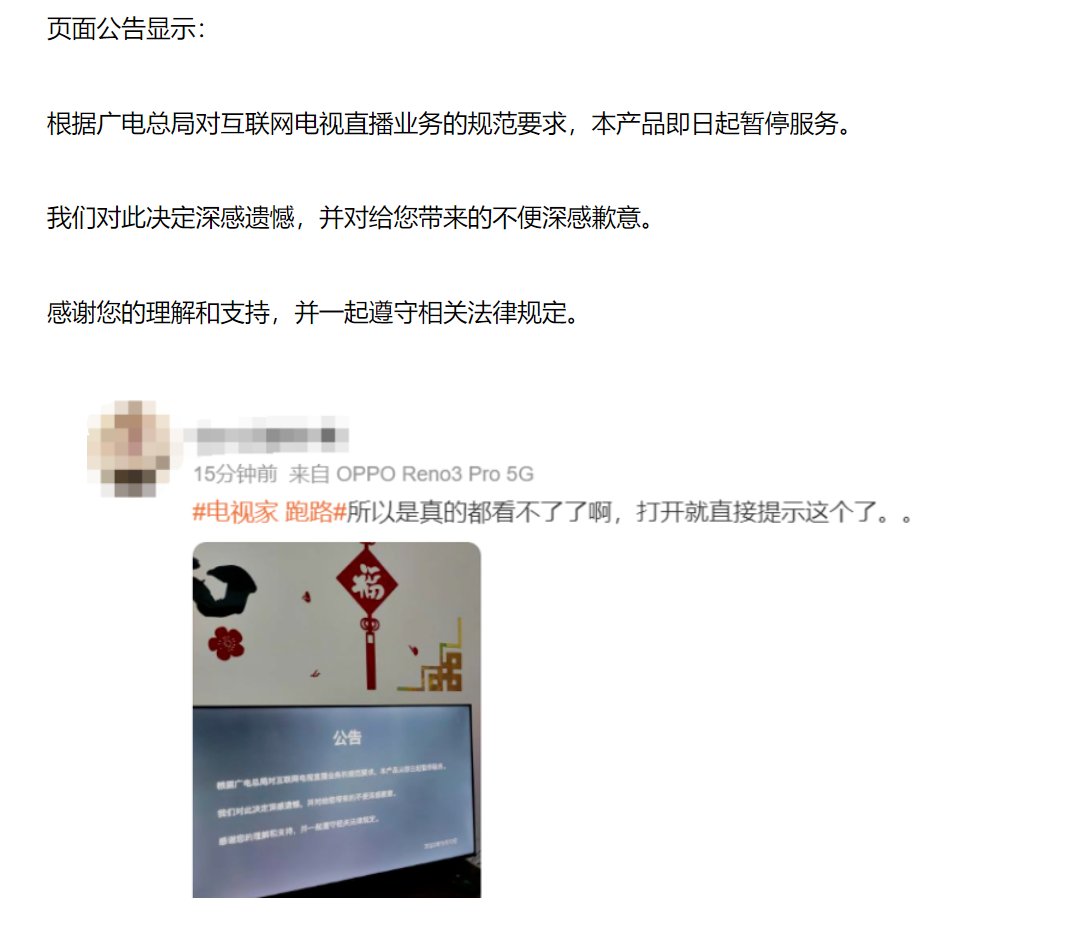 页面公告显示：
根据广电总局对互联网电视直播业务的规范要求，本产品即日起暂停服务。
我们对此决定深感遗憾，并对给您带来的不便深感歉意。
感谢您的理解和支持，并一起遵守相关法律规定。
15分钟前 来自 OPPO Reno3 Pro 5G
#电视家 跑路#所以是真的都看不了了啊，打开就直接提示这个了。。
福
公告
根据广电总局对互联网电视直播业务的规范要求，本产品从即日起暂停服务。
我们对此决定深感遗憾，并对给您带来的不便深感歉意。
感谢您的理解和支持，并一起遵守相关法律规定。